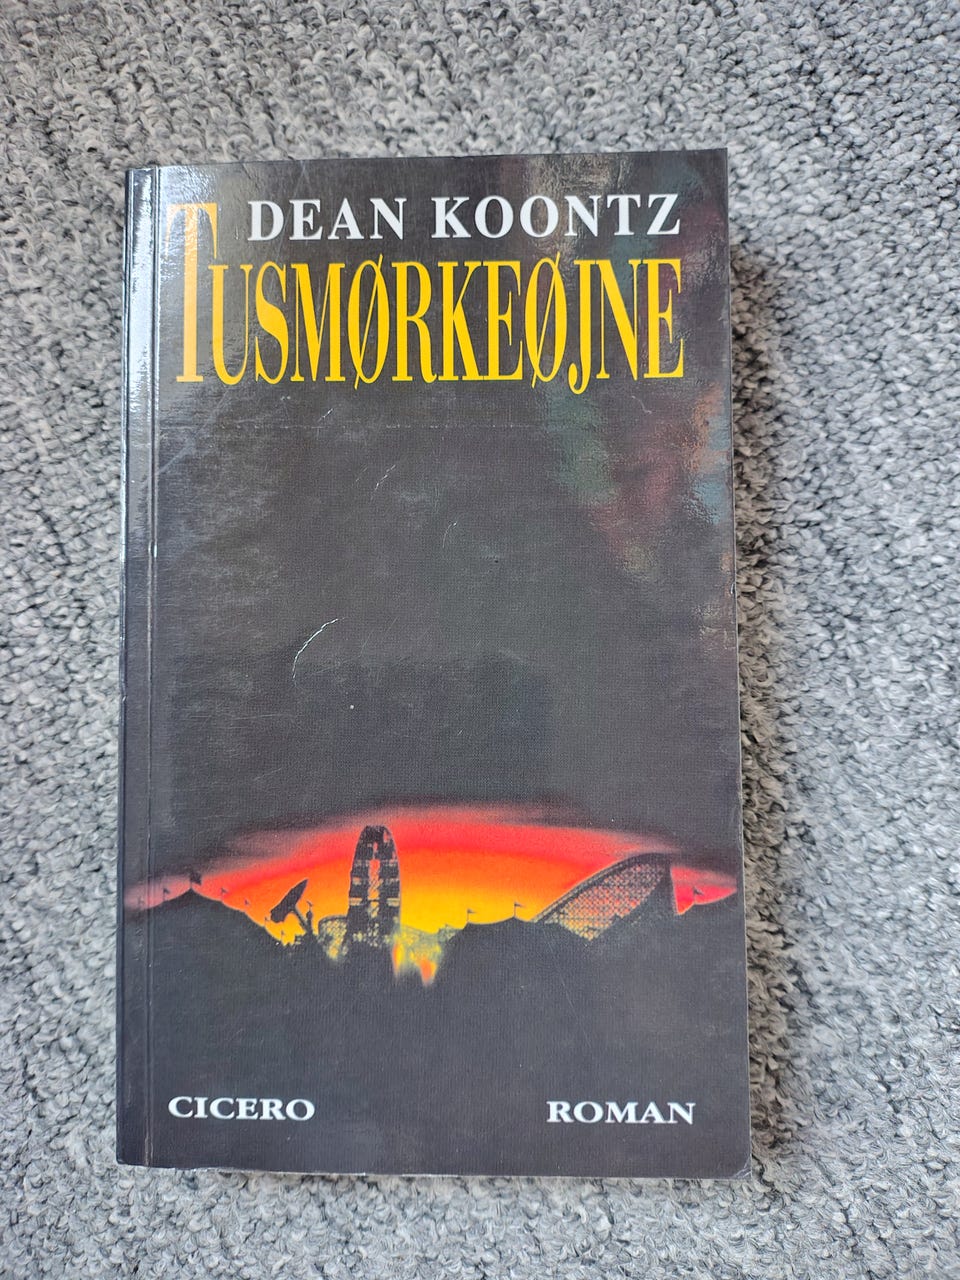 DEAN KOONTZ
TUSMØRKEØJNE
CICERO
ROMAN